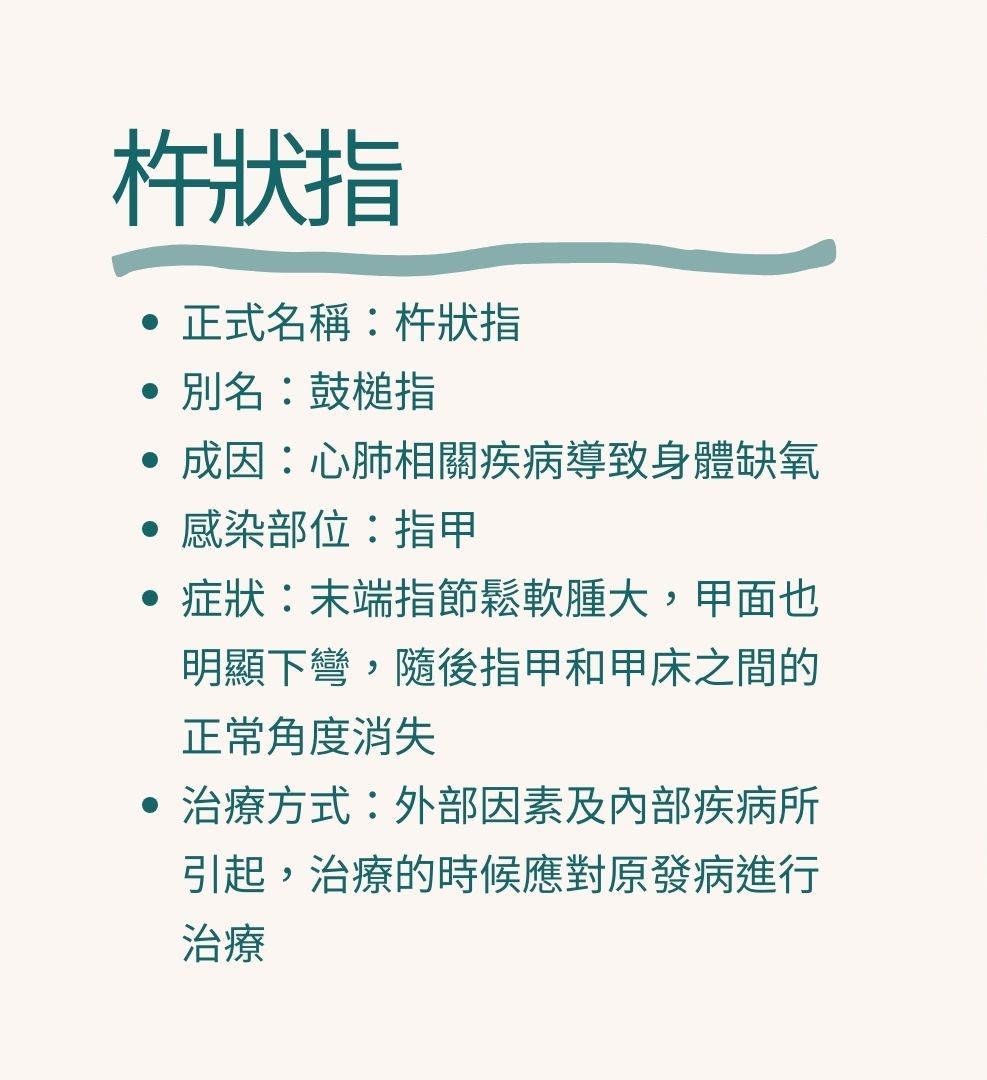 杵狀指
• 正式名稱：杵狀指
• 別名：鼓槌指
• 成因：心肺相關疾病導致身體缺氧
• 感染部位：指甲
• 症狀：末端指節鬆軟腫大，甲面也
明顯下彎，隨後指甲和甲床之間的
正常角度消失
• 治療方式：外部因素及內部疾病所
引起，治療的時候應對原發病進行
治療